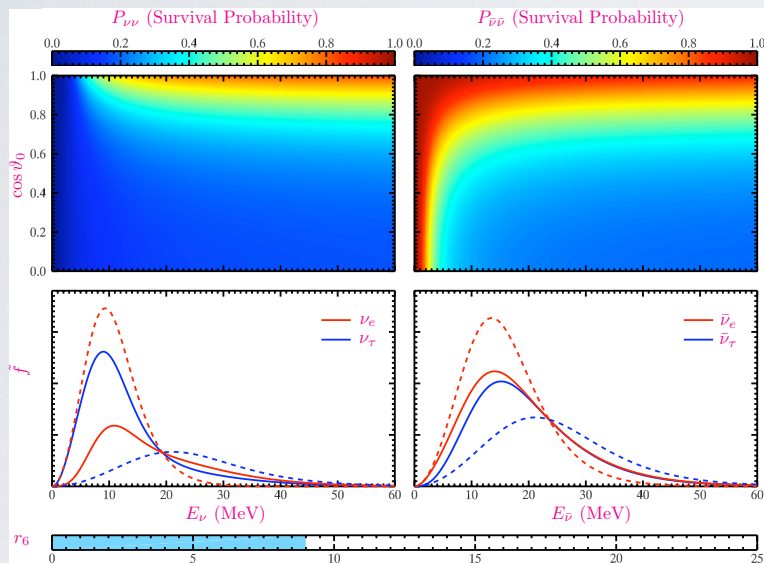 P_νν (Survival Probability)
P_ν̄ν̄ (Survival Probability)
0.0 0.2 0.4 0.6 0.8 1.0
0.0 0.2 0.4 0.6 0.8 1.0
1.0
0.8
0.6
0.4
0.2
0.0
cos ϑ₀
ν_e
ν_τ
ν̄_e
ν̄_τ
f̃
0 10 20 30 40 50 60
0 10 20 30 40 50 60
E_ν (MeV)
E_ν̄ (MeV)
r₆
0 5 10 15 20 25